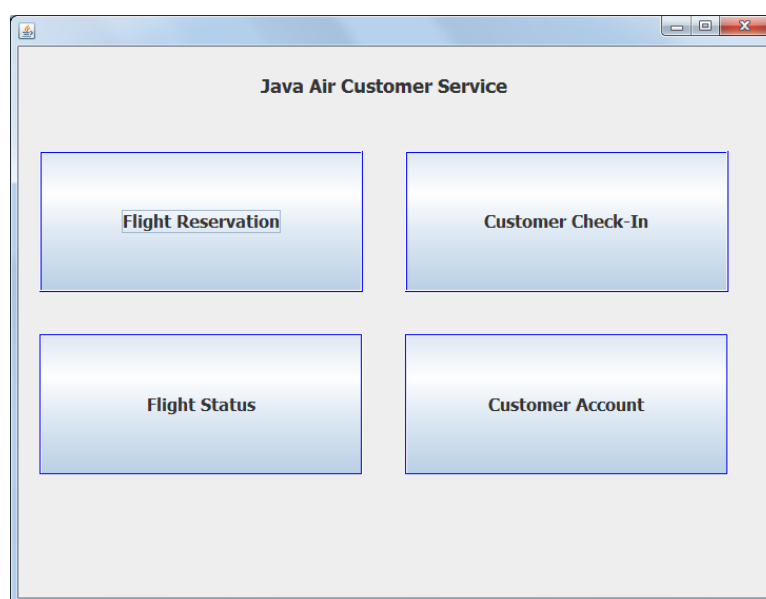 Java Air Customer Service
Flight Reservation
Customer Check-In
Flight Status
Customer Account